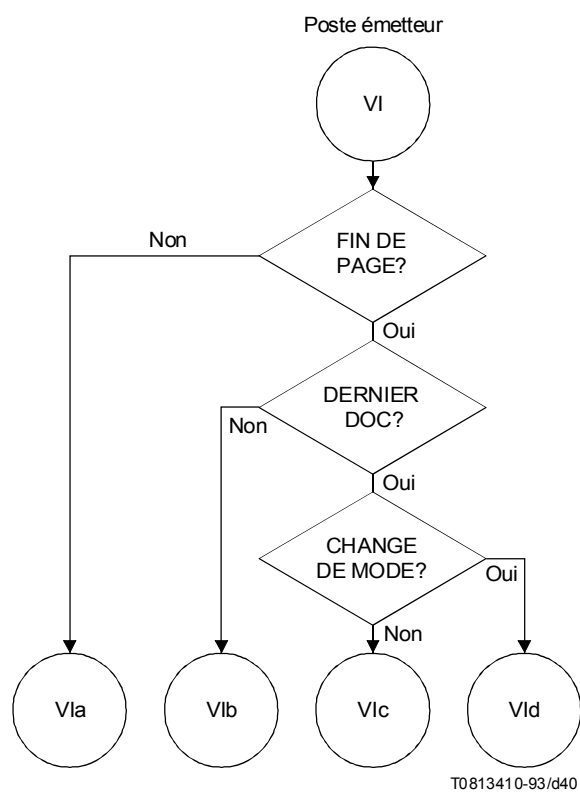 Poste émetteur
VI
Non
FIN DE
PAGE?
Oui
DERNIER
DOC?
Non
Oui
CHANGE
DE MODE?
Oui
Non
VIa
VIb
VIc
VId
T0813410-93/d40